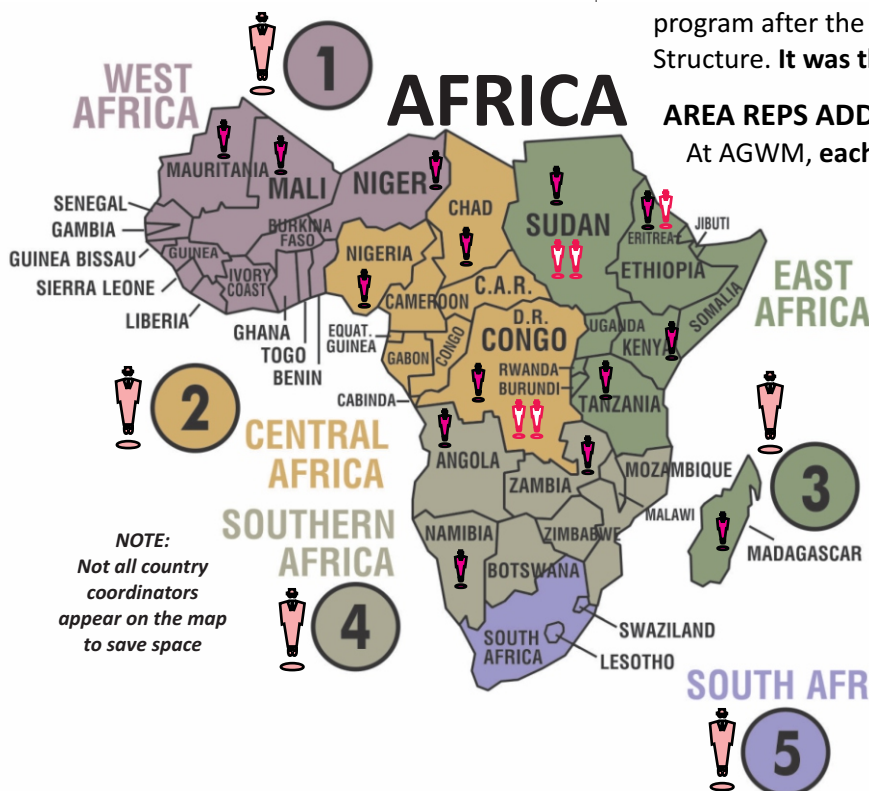 program after the
Structure. It was th
AREA REPS ADD
At AGWM, each
AFRICA
WEST
AFRICA
1
MAURITANIA
MALI
NIGER
CHAD
SUDAN
ERITREA
JIBUTI
ETHIOPIA
SOMALIA
SENEGAL
GAMBIA
GUINEA BISSAU
SIERRA LEONE
LIBERIA
GUINEA
IVORY
COAST
BURKINA
FASO
GHANA
TOGO
BENIN
NIGERIA
CAMEROON
C.A.R.
EQUAT.
GUINEA
GABON
CONGO
D.R.
CONGO
CABINDA
UGANDA
KENYA
RWANDA
BURUNDI
TANZANIA
EAST
AFRICA
2
CENTRAL
AFRICA
3
ANGOLA
ZAMBIA
MOZAMBIQUE
MALAWI
MADAGASCAR
SOUTHERN
AFRICA
4
NAMIBIA
ZIMBABWE
BOTSWANA
NOTE:
Not all country
coordinators
appear on the map
to save space
SOUTH
AFRICA
SWAZILAND
LESOTHO
SOUTH AFR
5